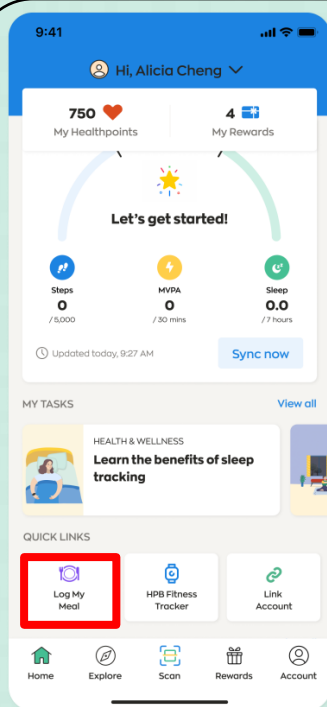 9:41
Hi, Alicia Cheng
750
My Healthpoints
4
My Rewards
Let's get started!
Steps
0
/5,000
MVPA
0
/30 mins
Sleep
0.0
/7 hours
Updated today, 9:27 AM
Sync now
MY TASKS
View all
HEALTH & WELLNESS
Learn the benefits of sleep
tracking
QUICK LINKS
Log My
Meal
HPB Fitness
Tracker
Link
Account
Home
Explore
Scan
Rewards
Account